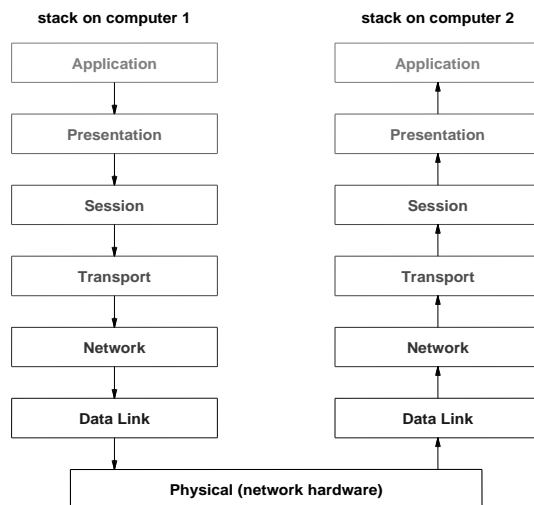 stack on computer 1
stack on computer 2
Application
Application
Presentation
Presentation
Session
Session
Transport
Transport
Network
Network
Data Link
Data Link
Physical (network hardware)